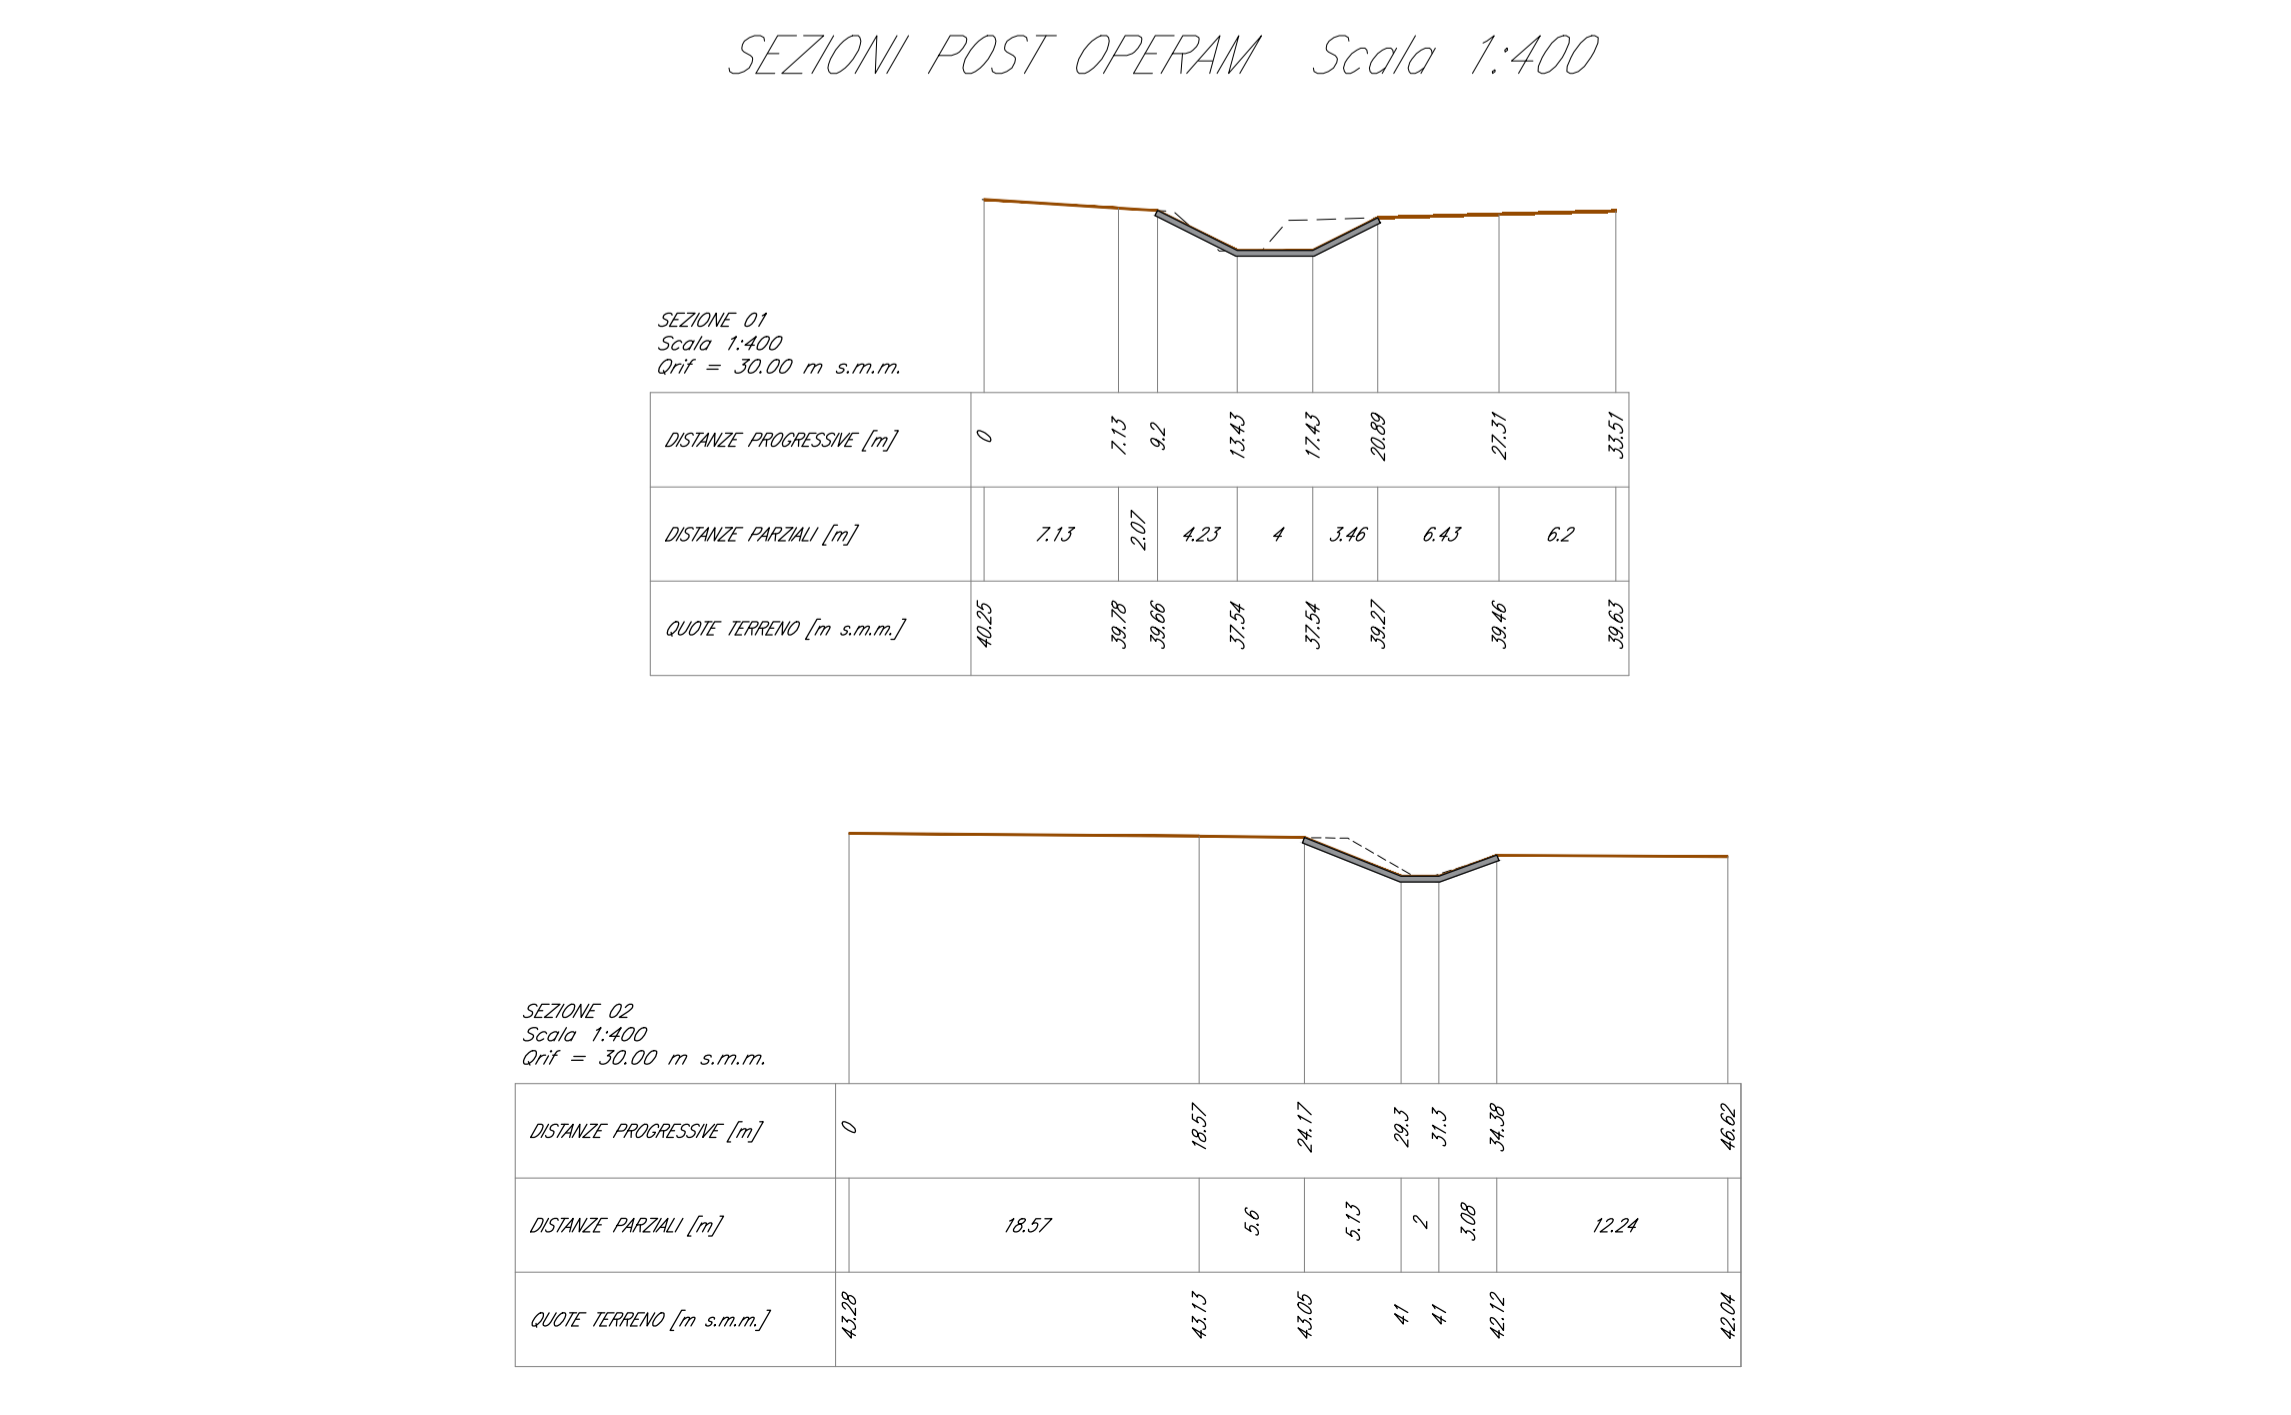 SEZIONI POST OPERAM Scala 1:400
SEZIONE 01
Scala 1:400
Qrif = 30.00 m s.m.m.
DISTANZE PROGRESSIVE [m] 0 7.13 9.2 13.43 17.43 20.89 27.31 33.51
DISTANZE PARZIALI [m] 7.13 2.07 4.23 4 3.46 6.43 6.2
QUOTE TERRENO [m s.m.m.] 40.25 39.78 39.66 37.54 37.54 39.27 39.46 39.63
SEZIONE 02
Scala 1:400
Qrif = 30.00 m s.m.m.
DISTANZE PROGRESSIVE [m] 0 18.57 24.17 29.3 31.3 34.38 46.62
DISTANZE PARZIALI [m] 18.57 5.6 5.13 2 3.08 12.24
QUOTE TERRENO [m s.m.m.] 43.28 43.13 43.05 41 41 42.12 42.04